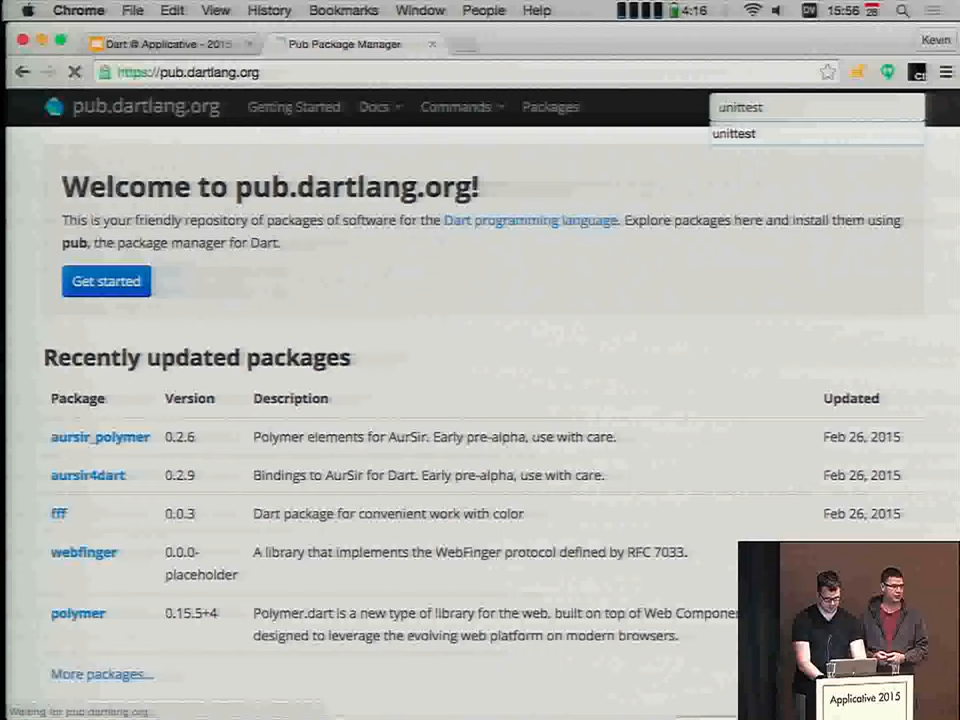 Chrome File Edit View History Bookmarks Window People Help 4:16 DV 15:56 26
Dart @ Applicative - 2015 Pub Package Manager Kevin
https://pub.dartlang.org
pub.dartlang.org Getting Started Docs Commands Packages unittest
unittest
Welcome to pub.dartlang.org!
This is your friendly repository of packages of software for the Dart programming language. Explore packages here and install them using
pub, the package manager for Dart.
Get started
Recently updated packages
Package Version Description Updated
aursir_polymer 0.2.6 Polymer elements for AurSir. Early pre-alpha, use with care. Feb 26, 2015
aursir4dart 0.2.9 Bindings to AurSir for Dart. Early pre-alpha, use with care. Feb 26, 2015
fff 0.0.3 Dart package for convenient work with color Feb 26, 2015
webfinger 0.0.0- A library that implements the WebFinger protocol defined by RFC 7033.
placeholder
polymer 0.15.5+4 Polymer.dart is a new type of library for the web, built on top of Web Componen
designed to leverage the evolving web platform on modern browsers.
More packages...
Waiting for pub.dartlang.org...
Applicative 2015